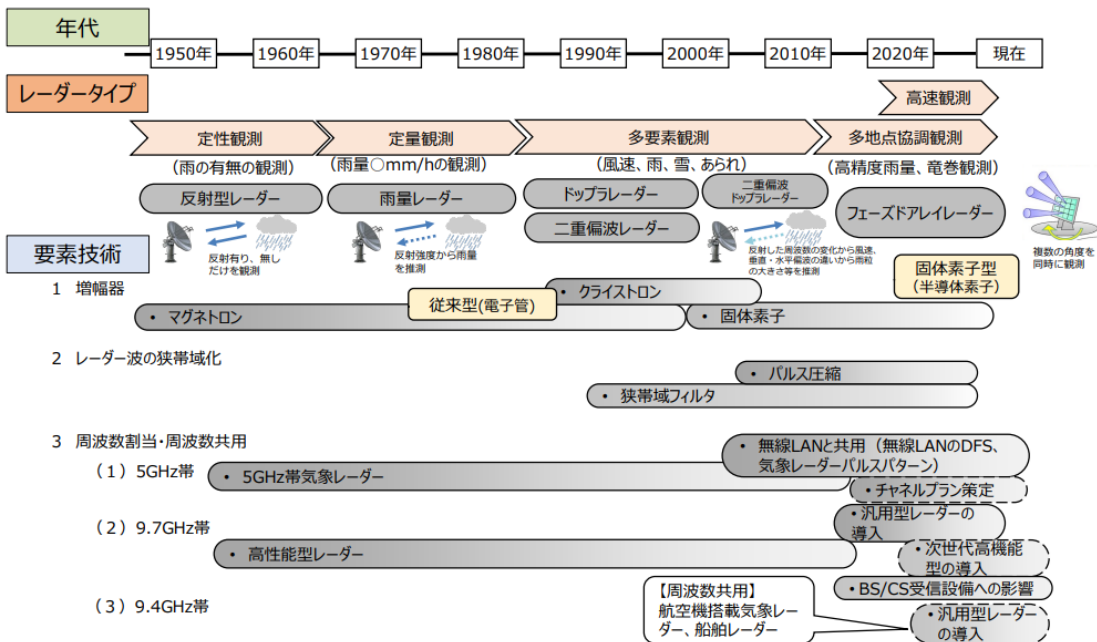 年代
1950年 1960年 1970年 1980年 1990年 2000年 2010年 2020年 現在
レーダータイプ
高速観測
定性観測 定量観測 多要素観測 多地点協調観測
(雨の有無の観測) (雨量○mm/hの観測) (風速、雨、雪、あられ) (高精度雨量、竜巻観測)
反射型レーダー
雨量レーダー
ドップラレーダー
二重偏波レーダー
二重偏波
ドップラレーダー
フェーズドアレイレーダー
反射有り、無し
だけを観測
反射強度から雨量
を推測
反射した周波数の変化から風速、
垂直・水平偏波の違いから雨粒
の大きさ等を推測
複数の角度を
同時に観測
要素技術
1 増幅器
従来型(電子管)
固体素子型
(半導体素子)
・ クライストロン
・ マグネトロン
・ 固体素子
2 レーダー波の狭帯域化
・ パルス圧縮
・ 狭帯域フィルタ
3 周波数割当・周波数共用
(1)5GHz帯
・ 5GHz帯気象レーダー
・ 無線LANと共用(無線LANのDFS、
気象レーダーパルスパターン)
・チャネルプラン策定
(2)9.7GHz帯
・ 高性能型レーダー
・汎用型レーダーの
導入
・次世代高機能
型の導入
・BS/CS受信設備への影響
(3)9.4GHz帯
【周波数共用】
航空機搭載気象レー
ダー、船舶レーダー
・汎用型レーダー
の導入